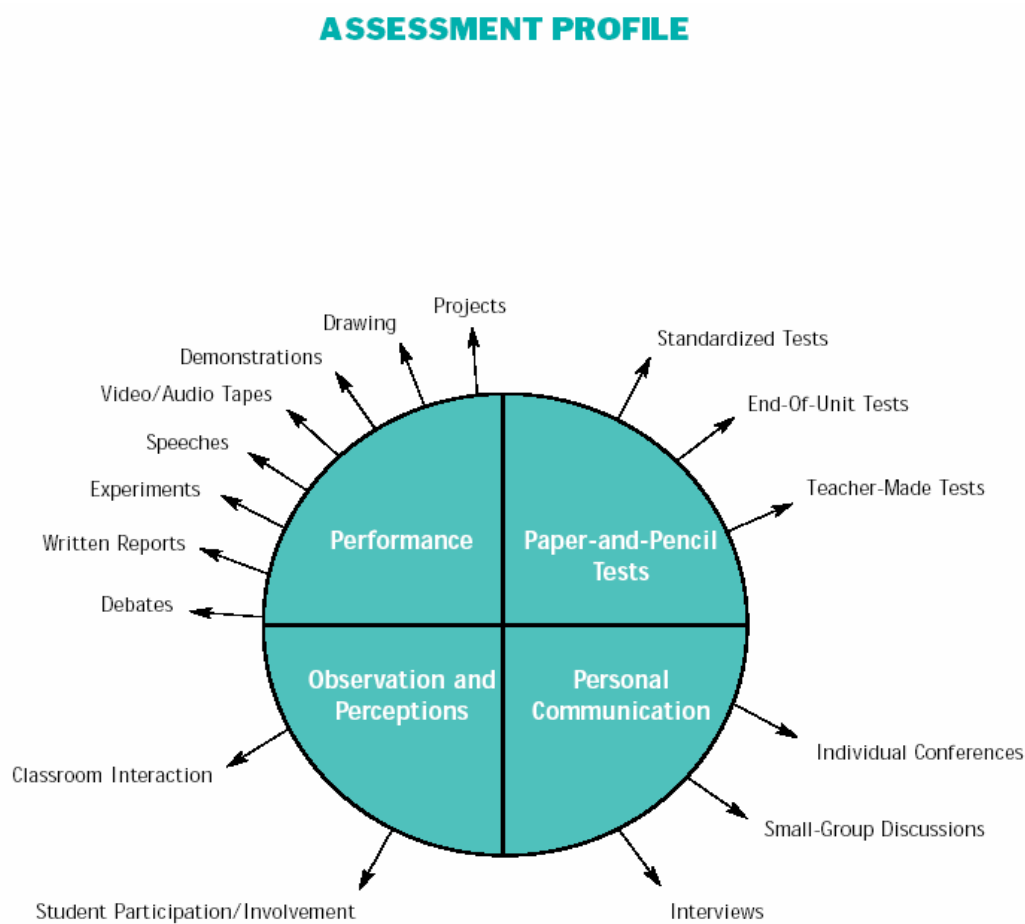 ASSESSMENT PROFILE
Projects
Drawing
Demonstrations
Video/Audio Tapes
Speeches
Experiments
Written Reports
Debates
Standardized Tests
End-Of-Unit Tests
Teacher-Made Tests
Performance
Paper-and-Pencil
Tests
Observation and
Perceptions
Personal
Communication
Classroom Interaction
Student Participation/Involvement
Individual Conferences
Small-Group Discussions
Interviews